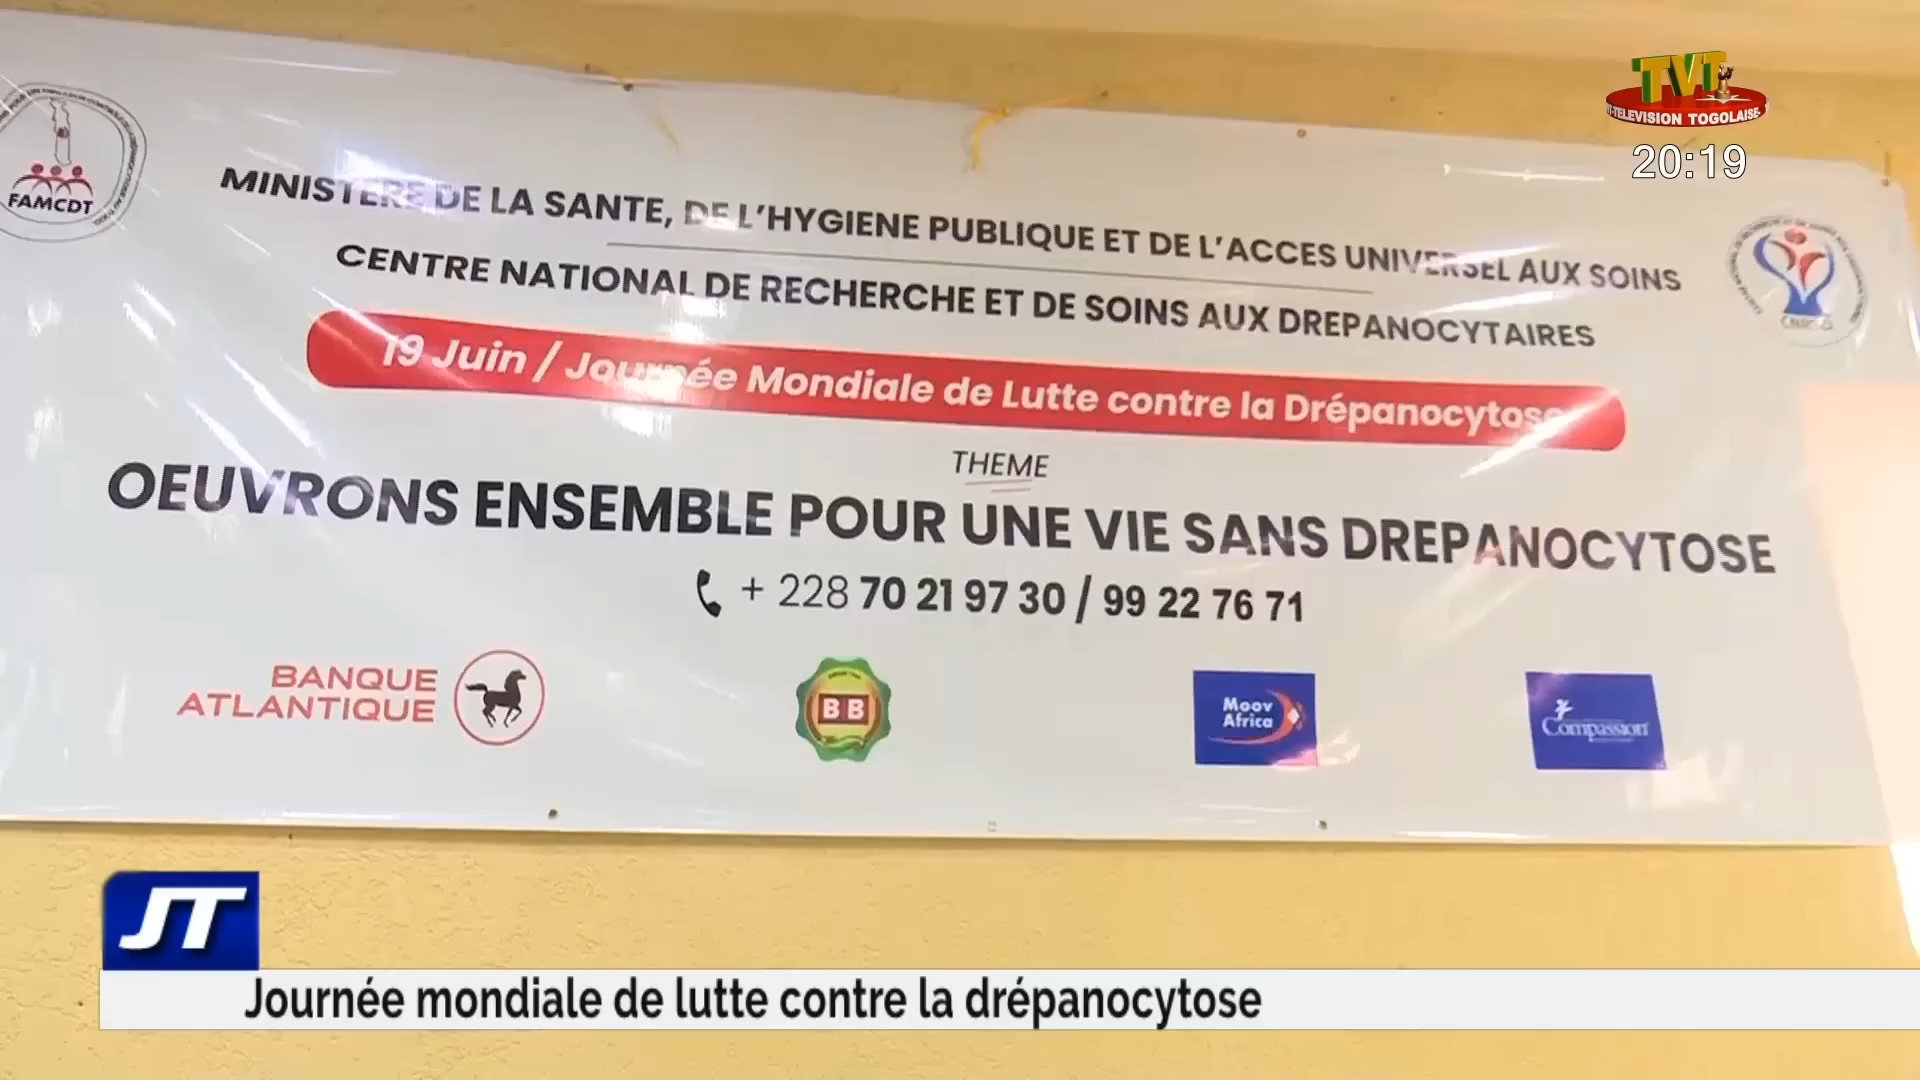 TVT
TELEVISION TOGOLAISE
20:19
FAMCDT
MINISTERE DE LA SANTE, DE L'HYGIENE PUBLIQUE ET DE L'ACCES UNIVERSEL AUX SOINS
CENTRE NATIONAL DE RECHERCHE ET DE SOINS AUX DREPANOCYTAIRES
19 Juin / Journée Mondiale de Lutte contre la Drépanocytose
THEME
OEUVRONS ENSEMBLE POUR UNE VIE SANS DREPANOCYTOSE
+ 228 70 21 97 30 / 99 22 76 71
BANQUE
ATLANTIQUE
BB
Moov
Africa
Compassion
JT
Journée mondiale de lutte contre la drépanocytose